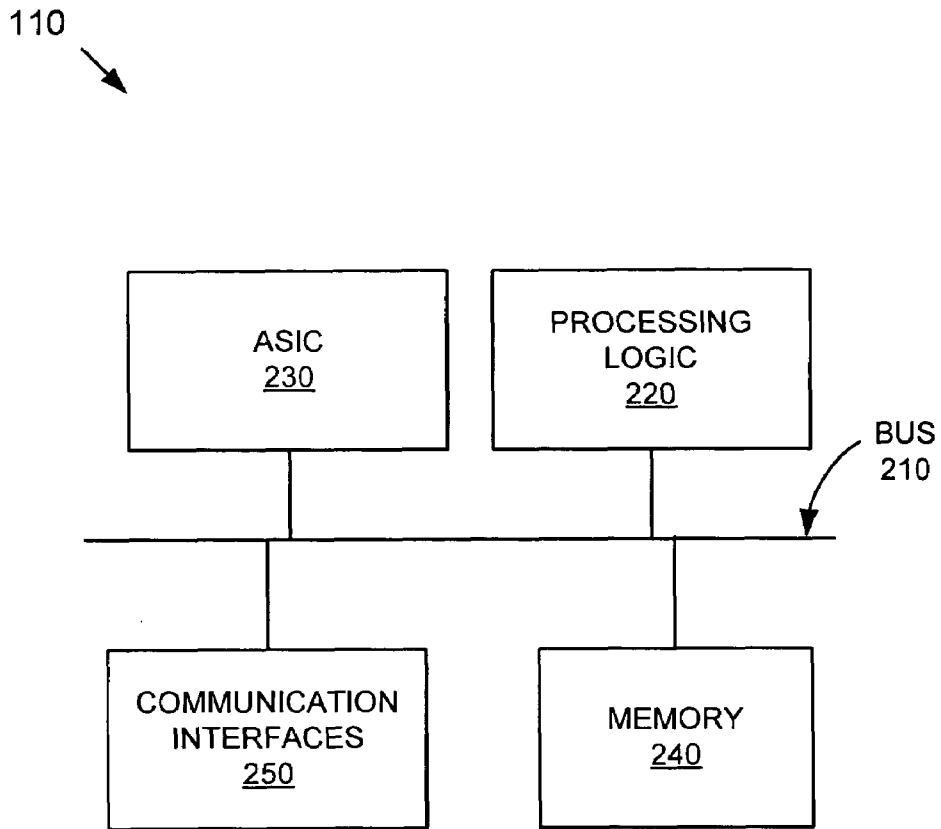 110
ASIC
230
PROCESSING
LOGIC
220
BUS
210
COMMUNICATION
INTERFACES
250
MEMORY
240